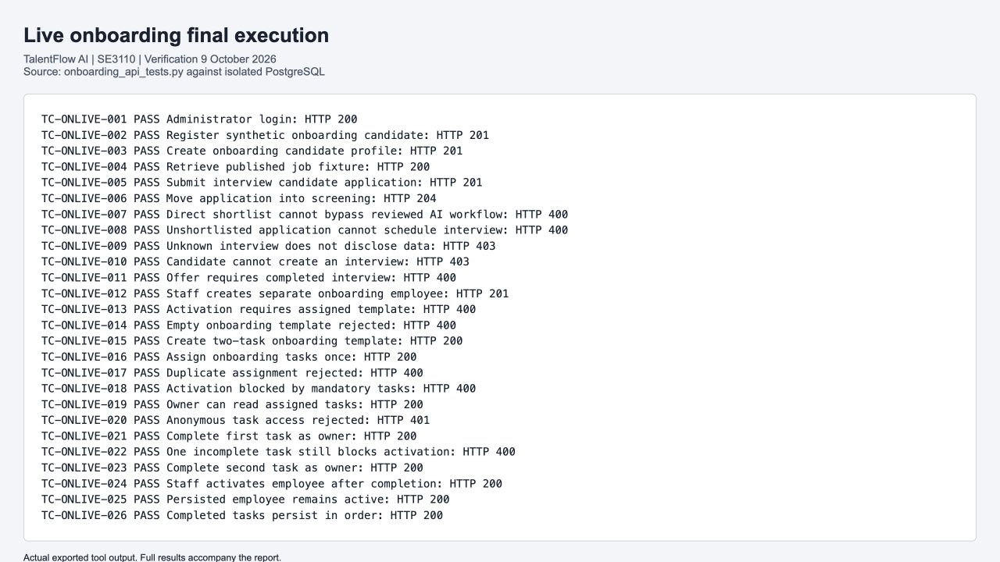 Live onboarding final execution
TalentFlow AI | SE3110 | Verification 9 October 2026
Source: onboarding_api_tests.py against isolated PostgreSQL
TC-ONLIVE-001 PASS Administrator login: HTTP 200
TC-ONLIVE-002 PASS Register synthetic onboarding candidate: HTTP 201
TC-ONLIVE-003 PASS Create onboarding candidate profile: HTTP 201
TC-ONLIVE-004 PASS Retrieve published job fixture: HTTP 200
TC-ONLIVE-005 PASS Submit interview candidate application: HTTP 201
TC-ONLIVE-006 PASS Move application into screening: HTTP 204
TC-ONLIVE-007 PASS Direct shortlist cannot bypass reviewed AI workflow: HTTP 400
TC-ONLIVE-008 PASS Unshortlisted application cannot schedule interview: HTTP 400
TC-ONLIVE-009 PASS Unknown interview does not disclose data: HTTP 403
TC-ONLIVE-010 PASS Candidate cannot create an interview: HTTP 403
TC-ONLIVE-011 PASS Offer requires completed interview: HTTP 400
TC-ONLIVE-012 PASS Staff creates separate onboarding employee: HTTP 201
TC-ONLIVE-013 PASS Activation requires assigned template: HTTP 400
TC-ONLIVE-014 PASS Empty onboarding template rejected: HTTP 400
TC-ONLIVE-015 PASS Create two-task onboarding template: HTTP 200
TC-ONLIVE-016 PASS Assign onboarding tasks once: HTTP 200
TC-ONLIVE-017 PASS Duplicate assignment rejected: HTTP 400
TC-ONLIVE-018 PASS Activation blocked by mandatory tasks: HTTP 400
TC-ONLIVE-019 PASS Owner can read assigned tasks: HTTP 200
TC-ONLIVE-020 PASS Anonymous task access rejected: HTTP 401
TC-ONLIVE-021 PASS Complete first task as owner: HTTP 200
TC-ONLIVE-022 PASS One incomplete task still blocks activation: HTTP 400
TC-ONLIVE-023 PASS Complete second task as owner: HTTP 200
TC-ONLIVE-024 PASS Staff activates employee after completion: HTTP 200
TC-ONLIVE-025 PASS Persisted employee remains active: HTTP 200
TC-ONLIVE-026 PASS Completed tasks persist in order: HTTP 200
Actual exported tool output. Full results accompany the report.